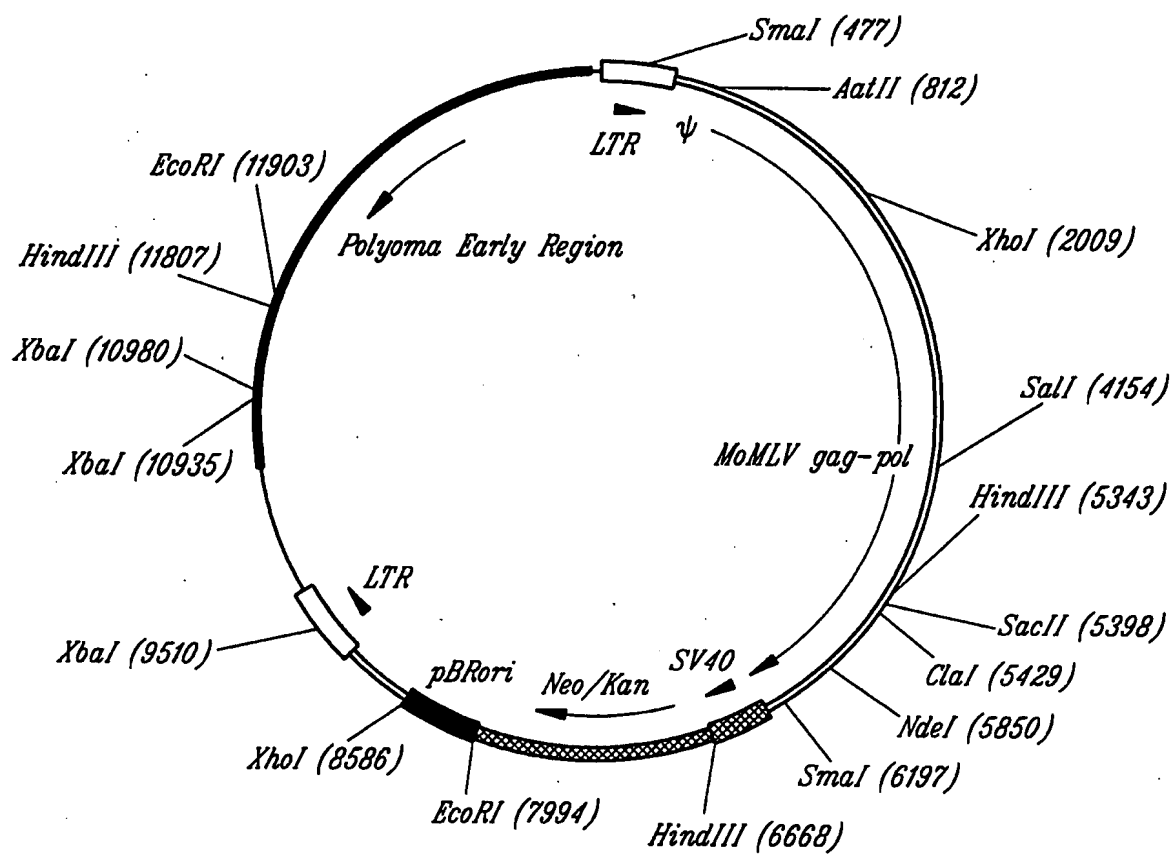 SmaI (477)
AatII (812)
LTR
ψ
EcoRI (11903)
Polyoma Early Region
XhoI (2009)
HindIII (11807)
XbaI (10980)
SalI (4154)
XbaI (10935)
MoMLV gag-pol
HindIII (5343)
LTR
SacII (5398)
XbaI (9510)
pBRori
Neo/Kan
SV40
ClaI (5429)
NdeI (5850)
XhoI (8586)
SmaI (6197)
EcoRI (7994)
HindIII (6668)